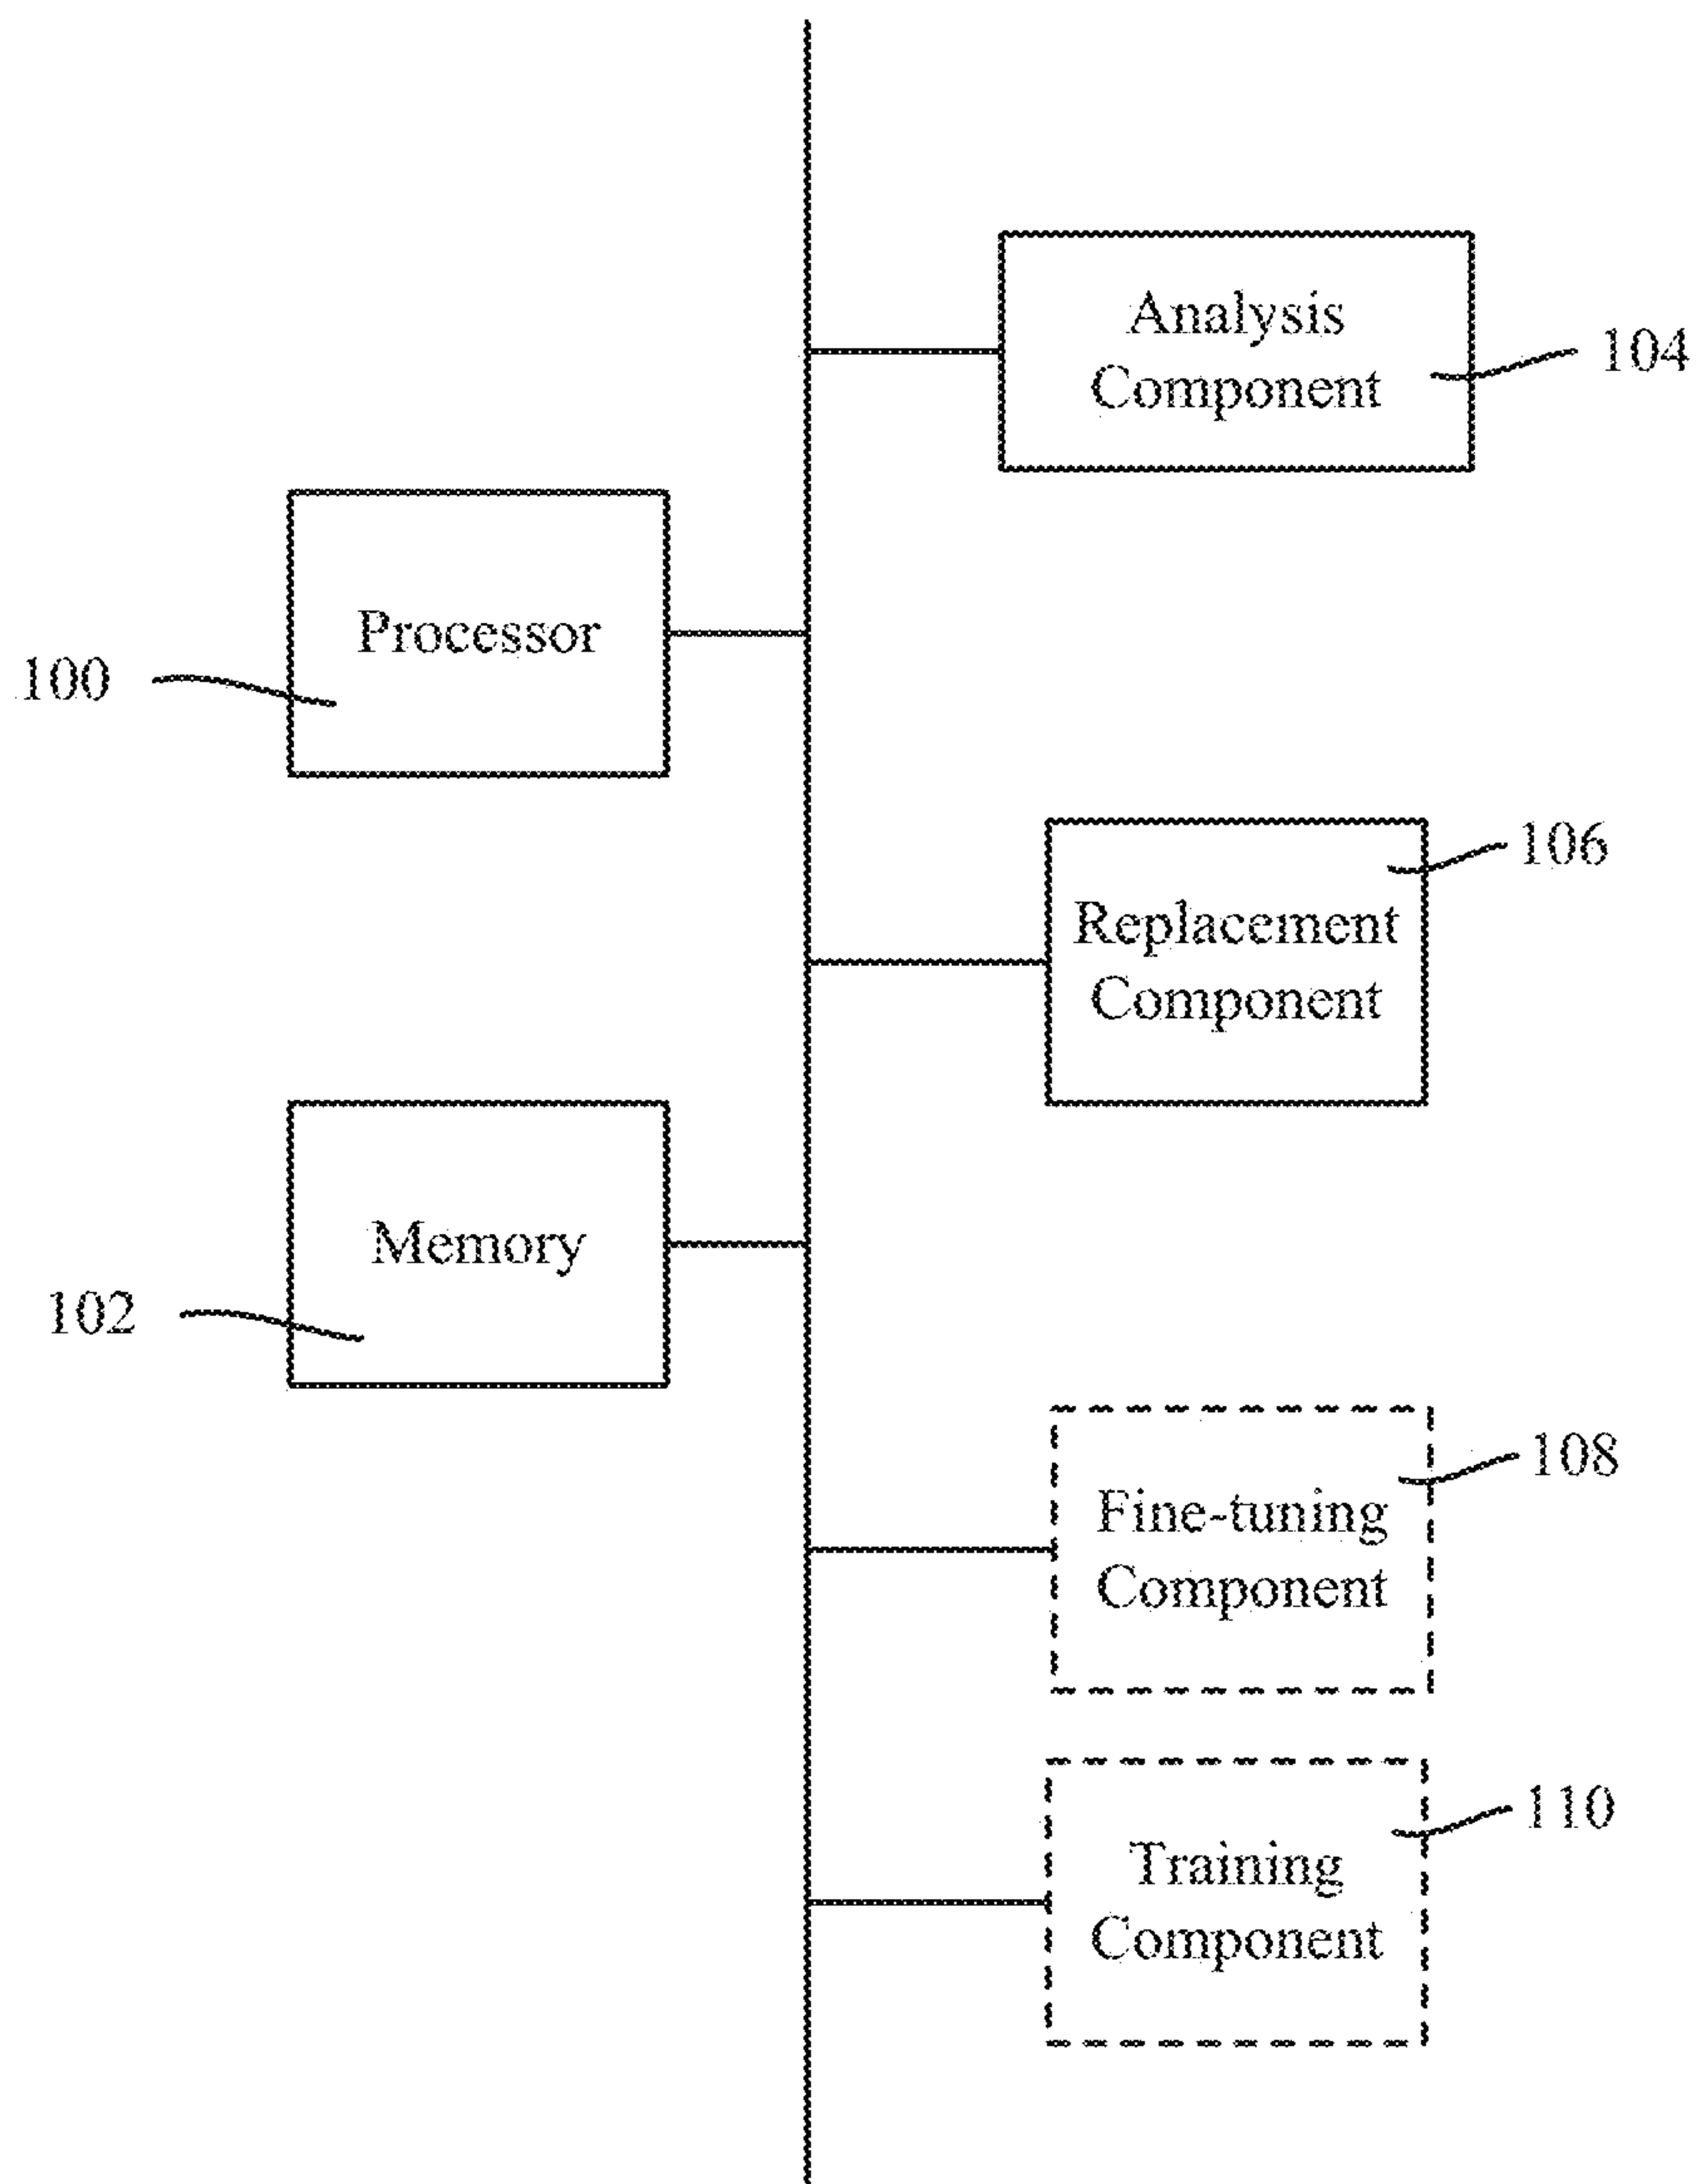 Analysis
Component
104
Processor
100
106
Replacement
Component
Memory
102
108
Fine-tuning
Component
110
Training
Component